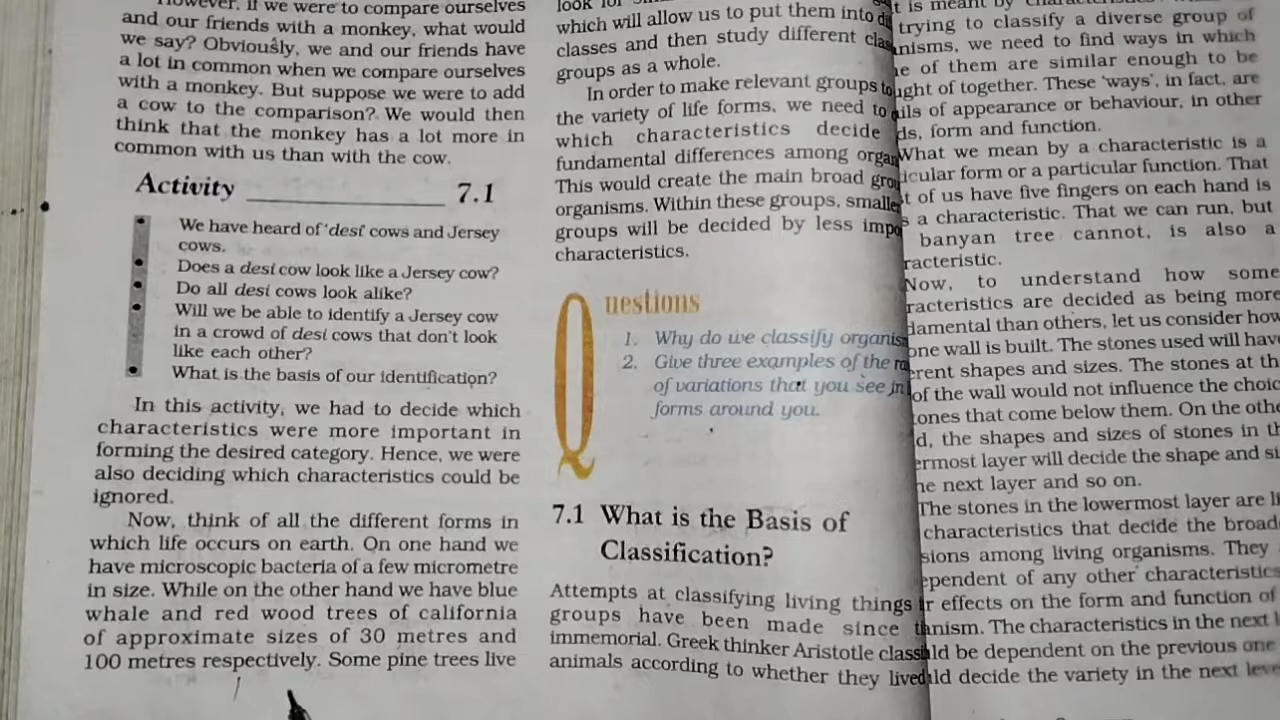 However, if we were to compare ourselves
and our friends with a monkey, what would
we say? Obviously, we and our friends have
a lot in common when we compare ourselves
with a monkey. But suppose we were to add
a cow to the comparison? We would then
think that the monkey has a lot more in
common with us than with the cow.
Activity 7.1
• We have heard of 'desi' cows and Jersey
cows.
• Does a desi cow look like a Jersey cow?
• Do all desi cows look alike?
• Will we be able to identify a Jersey cow
in a crowd of desi cows that don't look
like each other?
• What is the basis of our identification?
In this activity, we had to decide which
characteristics were more important in
forming the desired category. Hence, we were
also deciding which characteristics could be
ignored.
Now, think of all the different forms in
which life occurs on earth. On one hand we
have microscopic bacteria of a few micrometre
in size. While on the other hand we have blue
whale and red wood trees of california
of approximate sizes of 30 metres and
100 metres respectively. Some pine trees live
look for
which will allow us to put them into
classes and then study different
groups as a whole.
In order to make relevant groups
the variety of life forms, we need to
which characteristics decide
fundamental differences among
This would create the main broad
organisms. Within these groups, smaller
groups will be decided by less
characteristics.
Questions
1. Why do we classify
2. Give three examples of the
of variations that you see in
forms around you.
7.1 What is the Basis of
Classification?
Attempts at classifying living things
groups have been made since
immemorial. Greek thinker Aristotle
animals according to whether they lived
is meant by
trying to classify a diverse group of
we need to find ways in which
of them are similar enough to be
of together. These 'ways', in fact, are
of appearance or behaviour, in other
form and function.
What we mean by a characteristic is a
form or a particular function. That
of us have five fingers on each hand is
a characteristic. That we can run, but
banyan tree cannot, is also a
Now, to understand how some
are decided as being more
than others, let us consider how
one wall is built. The stones used will have
shapes and sizes. The stones at
of the wall would not influence the
that come below them. On the
the shapes and sizes of stones in
layer will decide the shape and
next layer and so on.
The stones in the lowermost layer are
characteristics that decide the broad
among living organisms. They
of any other characteristics
effects on the form and function of
The characteristics in the next
be dependent on the previous one
decide the variety in the next